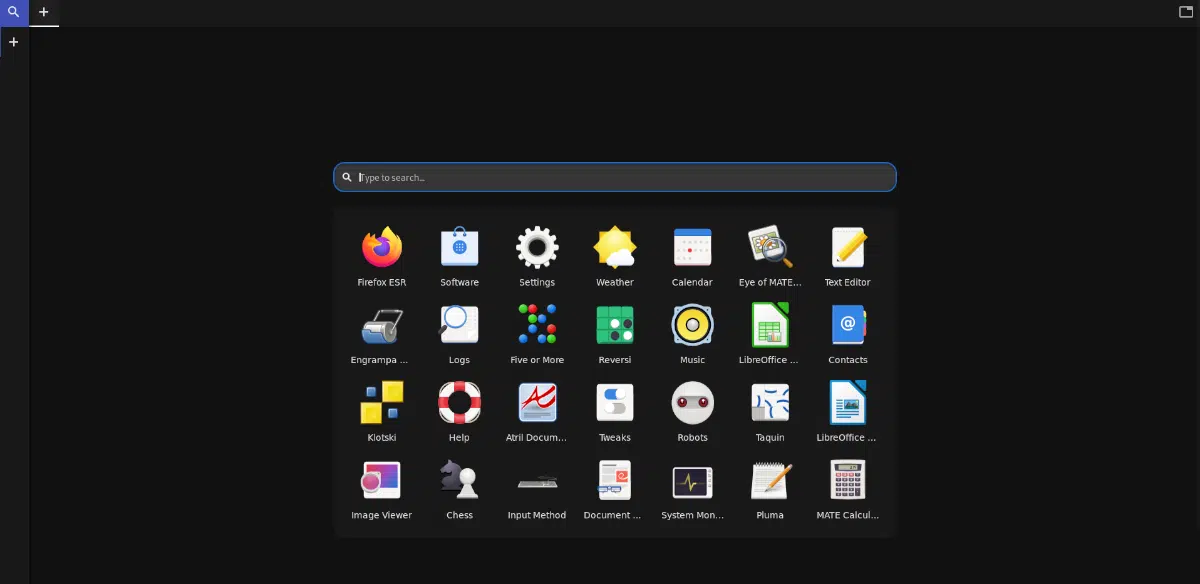 Type to search...
Firefox ESR Software Settings Weather Calendar Eye of MATE... Text Editor
Engrampa ... Logs Five or More Reversi Music LibreOffice ... Contacts
Klotski Help Atril Docum... Tweaks Robots Taquin LibreOffice ...
Image Viewer Chess Input Method Document ... System Mon... Pluma MATE Calcul...